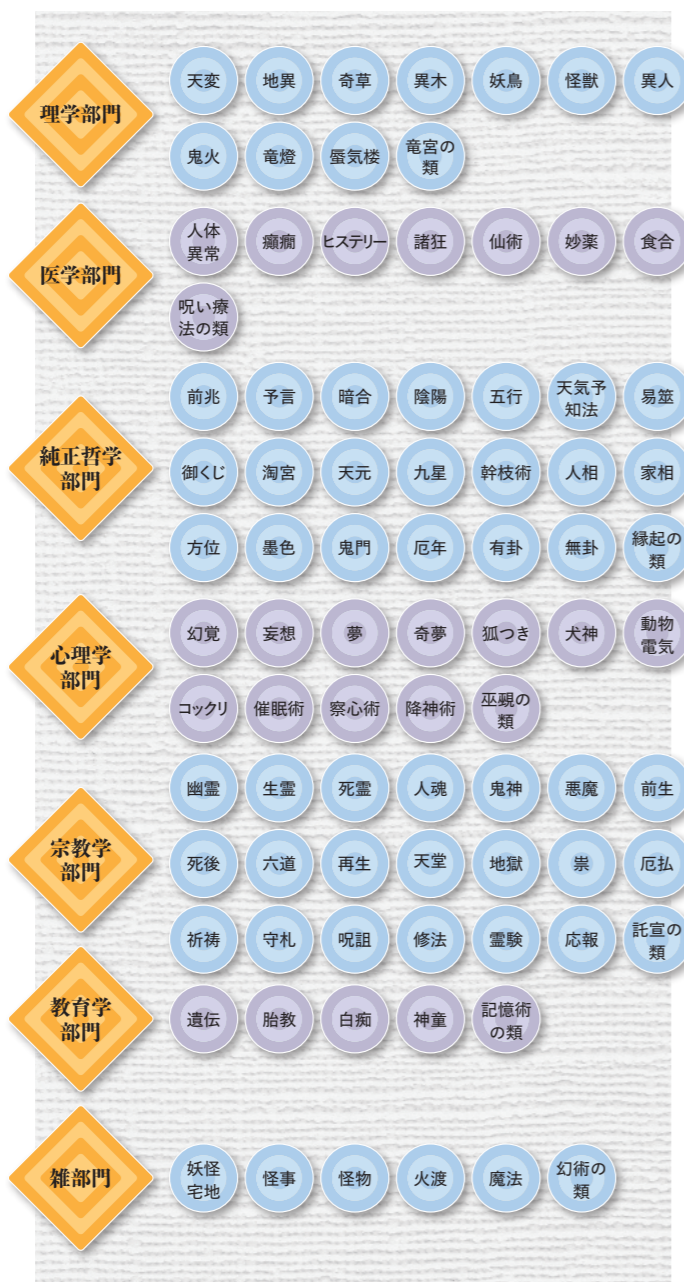 理学部門
天変 地異 奇草 異木 妖鳥 怪獣 異人
鬼火 竜燈 蜃気楼 竜宮の
類
医学部門
人体
異常 癲癇 ヒステリー 諸狂 仙術 妙薬 食合
呪い療
法の類
純正哲学
部門
前兆 予言 暗合 陰陽 五行 天気予
知法 易筮
御くじ 淘宮 天元 九星 幹枝術 人相 家相
方位 墨色 鬼門 厄年 有卦 無卦 縁起の
類
心理学
部門
幻覚 妄想 夢 奇夢 狐つき 犬神 動物
電気
コックリ 催眠術 察心術 降神術 巫覡の
類
宗教学
部門
幽霊 生霊 死霊 人魂 鬼神 悪魔 前生
死後 六道 再生 天堂 地獄 祟 厄払
祈祷 守札 呪詛 修法 霊験 応報 託宣の
類
教育学
部門
遺伝 胎教 白痴 神童 記憶術
の類
雑部門
妖怪
宅地 怪事 怪物 火渡 魔法 幻術の
類